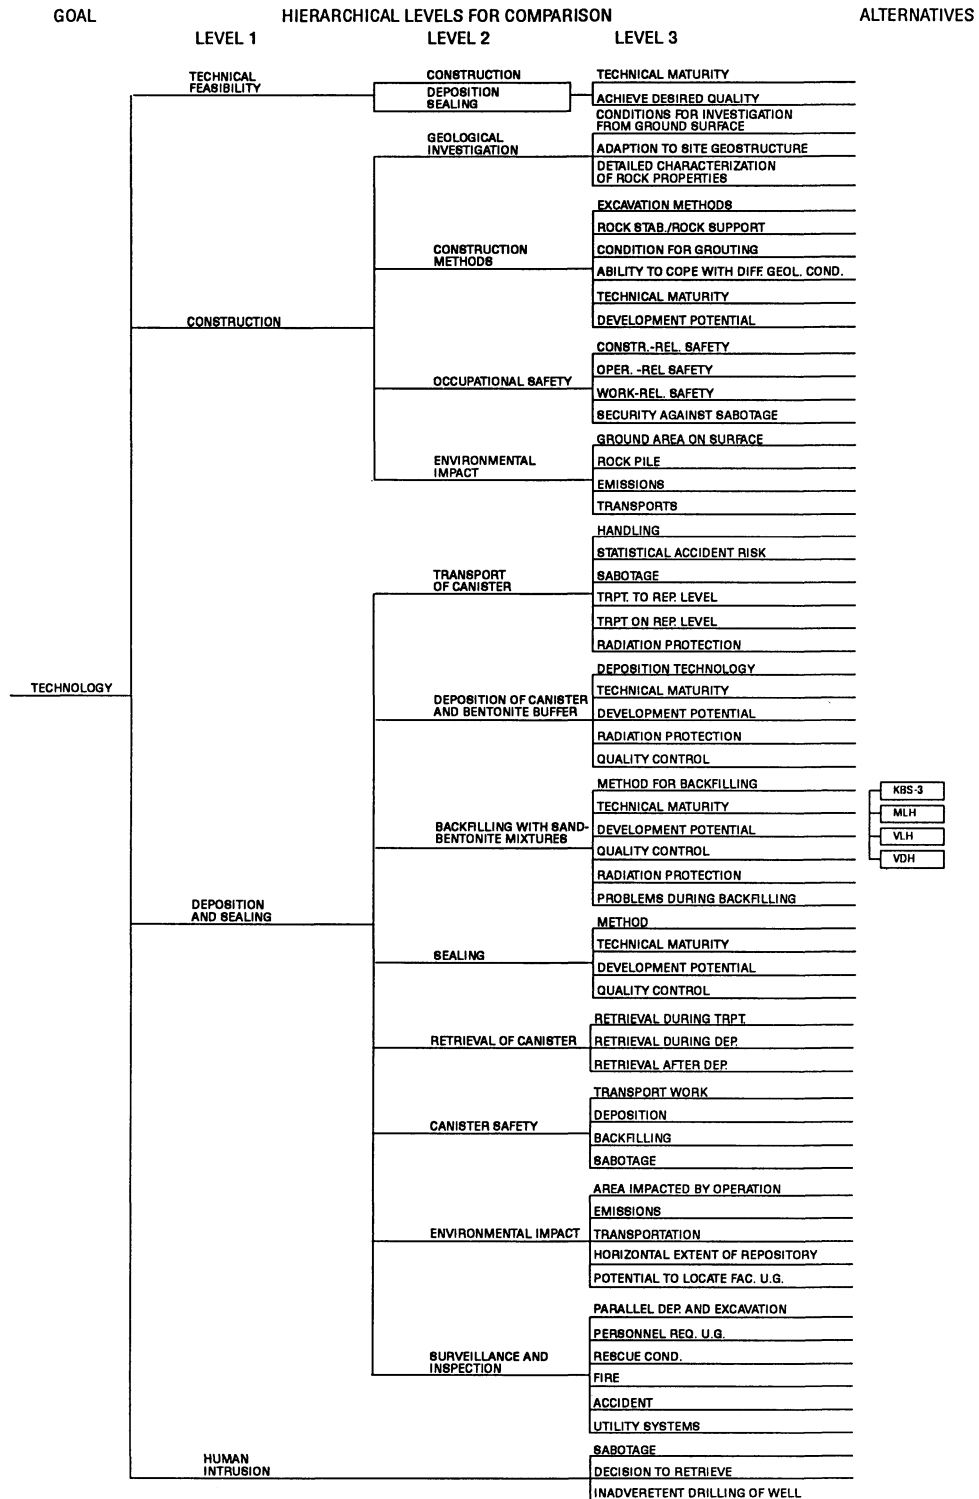 GOAL
HIERARCHICAL LEVELS FOR COMPARISON
ALTERNATIVES
LEVEL 1
LEVEL 2
LEVEL 3
TECHNICAL
FEASIBILITY
CONSTRUCTION
DEPOSITION
SEALING
TECHNICAL MATURITY
ACHIEVE DESIRED QUALITY
GEOLOGICAL
INVESTIGATION
CONDITIONS FOR INVESTIGATION
FROM GROUND SURFACE
ADAPTION TO SITE GEOSTRUCTURE
DETAILED CHARACTERIZATION
OF ROCK PROPERTIES
CONSTRUCTION
METHODS
EXCAVATION METHODS
ROCK STAB./ROCK SUPPORT
CONDITION FOR GROUTING
ABILITY TO COPE WITH DIFF. GEOL. COND.
TECHNICAL MATURITY
DEVELOPMENT POTENTIAL
CONSTRUCTION
OCCUPATIONAL SAFETY
CONSTR.-REL. SAFETY
OPER. -REL SAFETY
WORK-REL. SAFETY
SECURITY AGAINST SABOTAGE
ENVIRONMENTAL
IMPACT
GROUND AREA ON SURFACE
ROCK PILE
EMISSIONS
TRANSPORTS
TRANSPORT
OF CANISTER
HANDLING
STATISTICAL ACCIDENT RISK
SABOTAGE
TRPT. TO REP. LEVEL
TRPT ON REP. LEVEL
RADIATION PROTECTION
TECHNOLOGY
DEPOSITION OF CANISTER
AND BENTONITE BUFFER
DEPOSITION TECHNOLOGY
TECHNICAL MATURITY
DEVELOPMENT POTENTIAL
RADIATION PROTECTION
QUALITY CONTROL
BACKFILLING WITH SAND-
BENTONITE MIXTURES
METHOD FOR BACKFILLING
TECHNICAL MATURITY
DEVELOPMENT POTENTIAL
QUALITY CONTROL
RADIATION PROTECTION
PROBLEMS DURING BACKFILLING
KBS-3
MLH
VLH
VDH
DEPOSITION
AND SEALING
SEALING
METHOD
TECHNICAL MATURITY
DEVELOPMENT POTENTIAL
QUALITY CONTROL
RETRIEVAL OF CANISTER
RETRIEVAL DURING TRPT.
RETRIEVAL DURING DEP.
RETRIEVAL AFTER DEP.
CANISTER SAFETY
TRANSPORT WORK
DEPOSITION
BACKFILLING
SABOTAGE
ENVIRONMENTAL IMPACT
AREA IMPACTED BY OPERATION
EMISSIONS
TRANSPORTATION
HORIZONTAL EXTENT OF REPOSITORY
POTENTIAL TO LOCATE FAC. U.G.
SURVEILLANCE AND
INSPECTION
PARALLEL DEP. AND EXCAVATION
PERSONNEL REQ. U.G.
RESCUE COND.
FIRE
ACCIDENT
UTILITY SYSTEMS
HUMAN
INTRUSION
SABOTAGE
DECISION TO RETRIEVE
INADVERETENT DRILLING OF WELL